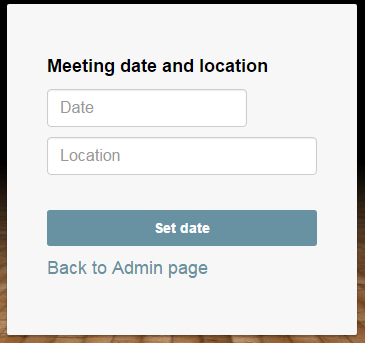 Meeting date and location
Date
Location
Set date
Back to Admin page